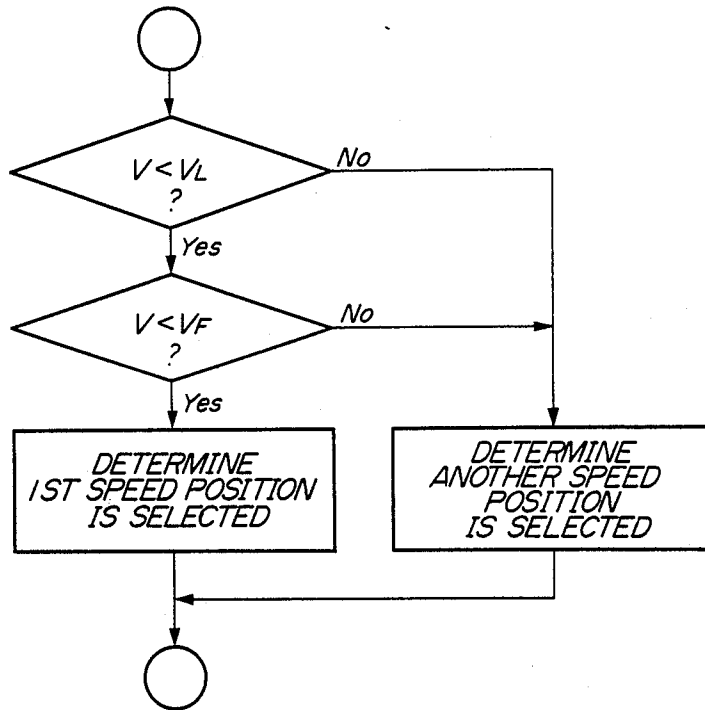 V < VL
?
No
Yes
V < VF
?
No
Yes
DETERMINE
1ST SPEED POSITION
IS SELECTED
DETERMINE
ANOTHER SPEED
POSITION
IS SELECTED